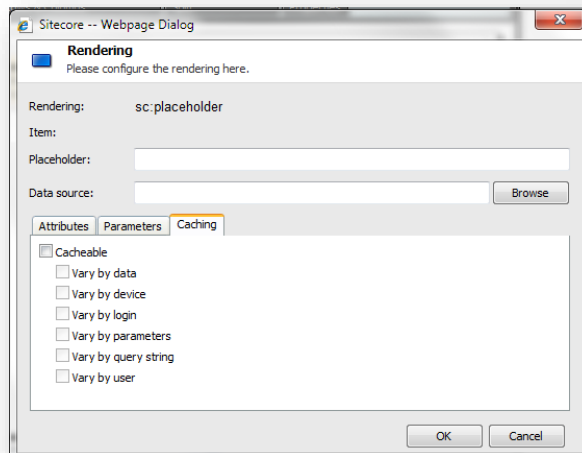 Sitecore -- Webpage Dialog
Rendering
Please configure the rendering here.
Rendering: sc:placeholder
Item:
Placeholder:
Data source: Browse
Attributes Parameters Caching
Cacheable
Vary by data
Vary by device
Vary by login
Vary by parameters
Vary by query string
Vary by user
OK Cancel